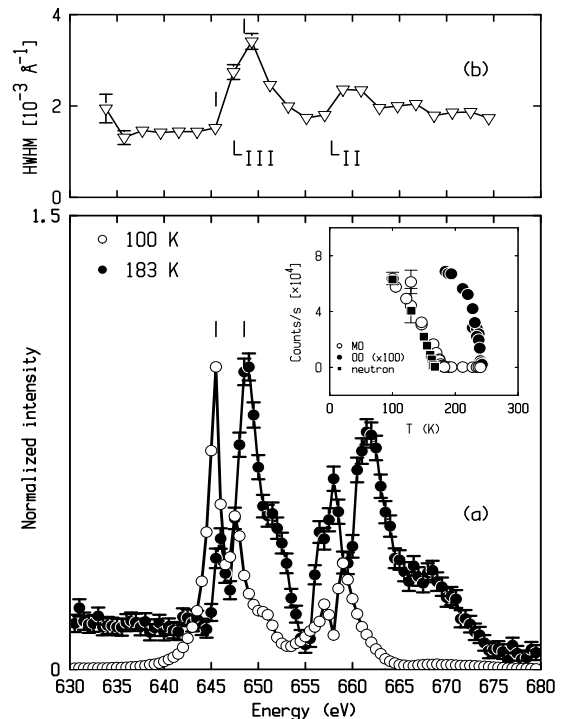 4
2
0
HWHM [10⁻³ Å⁻¹]
(b)
LIII
LII
1.5
0
Normalized intensity
100 K
183 K
(a)
8
4
0
Counts/s [×10⁴]
MO
OO (×100)
neutron
0 100 200 300
T (K)
630 635 640 645 650 655 660 665 670 675 680
Energy (eV)